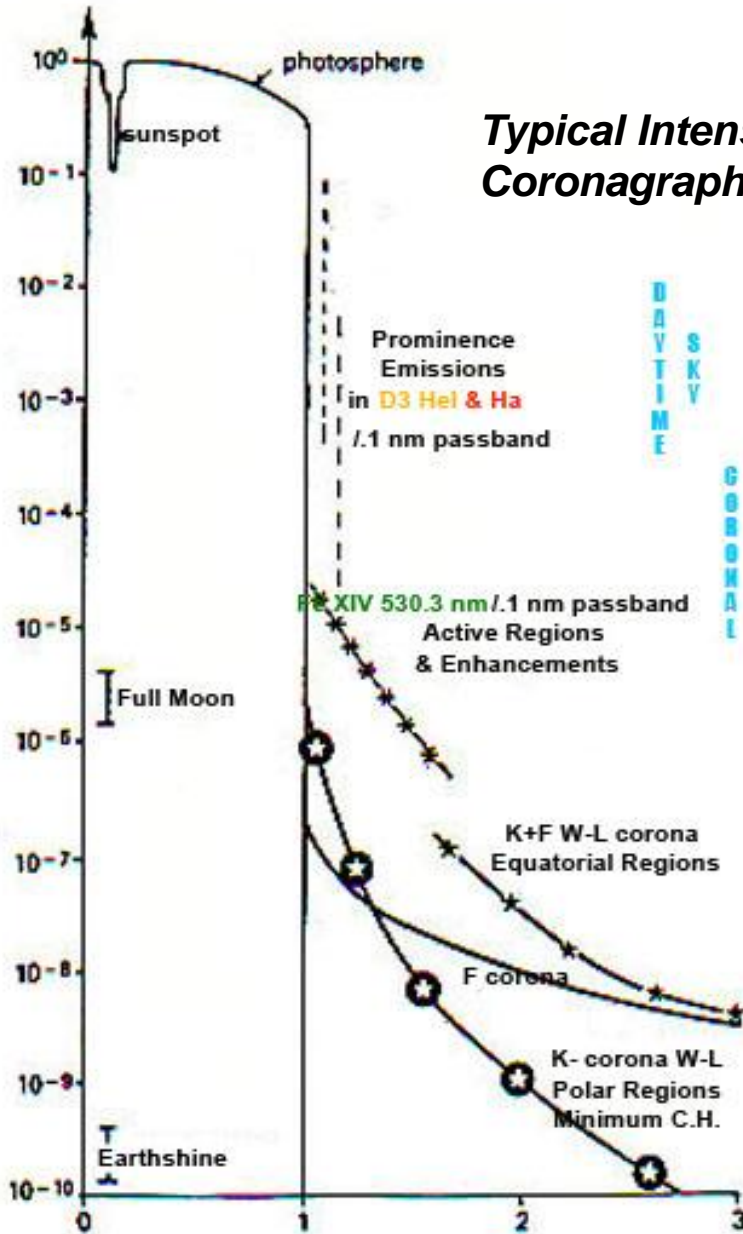 10⁰
photosphere
sunspot
Typical Intens
Coronagraph
10⁻¹
10⁻²
DAYTIME
SKY
Prominence
Emissions
in D3 HeI & Ha
/.1 nm passband
10⁻³
10⁻⁴
CORONAL
Fe XIV 530.3 nm /.1 nm passband
Active Regions
& Enhancements
10⁻⁵
Full Moon
10⁻⁶
K+F W-L corona
Equatorial Regions
10⁻⁷
F corona
10⁻⁸
K- corona W-L
Polar Regions
Minimum C.H.
10⁻⁹
Earthshine
10⁻¹⁰
0 1 2 3